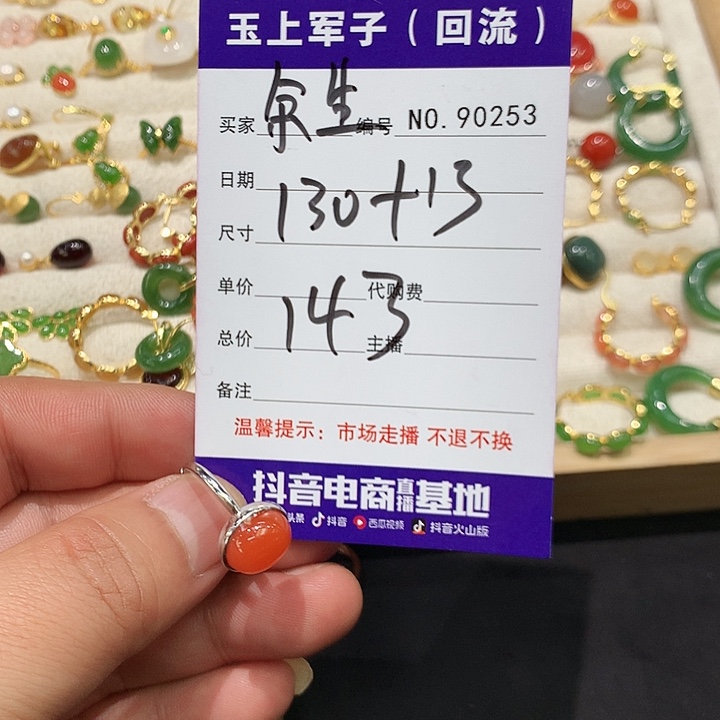 玉上军子（回流）
买家 余生 编号 NO.90253
日期
130+13
尺寸
单价 代购费
143
总价 主播
备注
温馨提示：市场走播 不退不换
抖音电商直播基地
头条 抖音 西瓜视频 抖音火山版